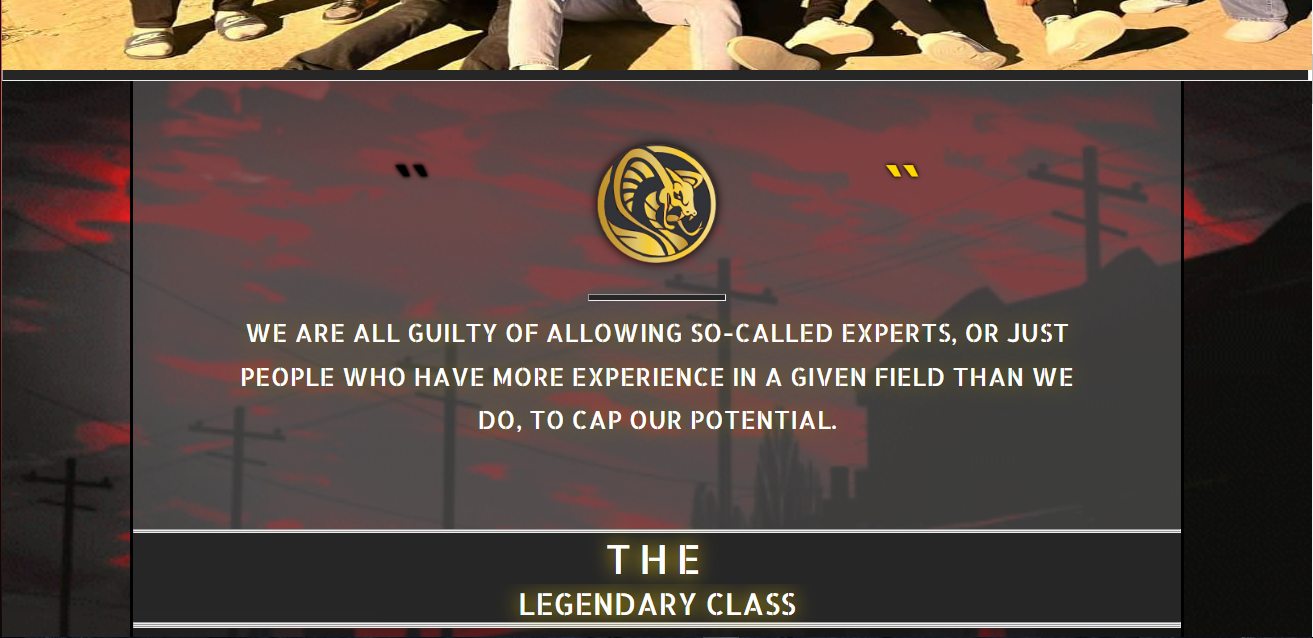 WE ARE ALL GUILTY OF ALLOWING SO-CALLED EXPERTS, OR JUST
PEOPLE WHO HAVE MORE EXPERIENCE IN A GIVEN FIELD THAN WE
DO, TO CAP OUR POTENTIAL.
THE
LEGENDARY CLASS